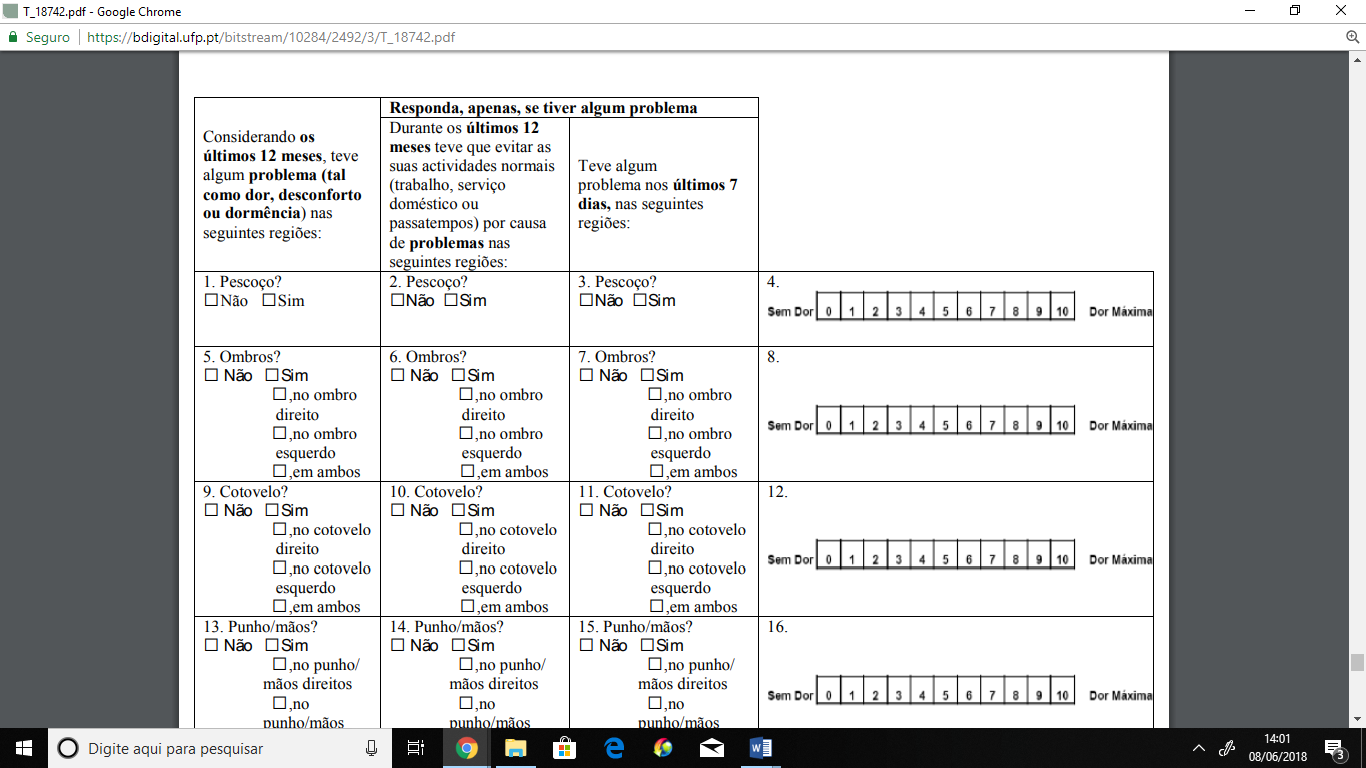 T_18742.pdf - Google Chrome
Seguro
https://bdigital.ufp.pt/bitstream/10284/2492/3/T_18742.pdf
Considerando os
últimos 12 meses, teve
algum problema (tal
como dor, desconforto
ou dormência) nas
seguintes regiões:
Responda, apenas, se tiver algum problema
Durante os últimos 12
meses teve que evitar as
suas actividades normais
(trabalho, serviço
doméstico ou
passatempos) por causa
de problemas nas
seguintes regiões:
Teve algum
problema nos últimos 7
dias, nas seguintes
regiões:
1. Pescoço?
☐Não ☐Sim
2. Pescoço?
☐Não ☐Sim
3. Pescoço?
☐Não ☐Sim
4.
Sem Dor 0 1 2 3 4 5 6 7 8 9 10 Dor Máxima
5. Ombros?
☐ Não ☐Sim
☐,no ombro
direito
☐,no ombro
esquerdo
☐,em ambos
6. Ombros?
☐ Não ☐Sim
☐,no ombro
direito
☐,no ombro
esquerdo
☐,em ambos
7. Ombros?
☐ Não ☐Sim
☐,no ombro
direito
☐,no ombro
esquerdo
☐,em ambos
8.
Sem Dor 0 1 2 3 4 5 6 7 8 9 10 Dor Máxima
9. Cotovelo?
☐ Não ☐Sim
☐,no cotovelo
direito
☐,no cotovelo
esquerdo
☐,em ambos
10. Cotovelo?
☐ Não ☐Sim
☐,no cotovelo
direito
☐,no cotovelo
esquerdo
☐,em ambos
11. Cotovelo?
☐ Não ☐Sim
☐,no cotovelo
direito
☐,no cotovelo
esquerdo
☐,em ambos
12.
Sem Dor 0 1 2 3 4 5 6 7 8 9 10 Dor Máxima
13. Punho/mãos?
☐ Não ☐Sim
☐,no punho/
mãos direitos
☐,no
punho/mãos
14. Punho/mãos?
☐ Não ☐Sim
☐,no punho/
mãos direitos
☐,no
punho/mãos
15. Punho/mãos?
☐ Não ☐Sim
☐,no punho/
mãos direitos
☐,no
punho/mãos
16.
Sem Dor 0 1 2 3 4 5 6 7 8 9 10 Dor Máxima
Digite aqui para pesquisar
14:01
08/06/2018
3